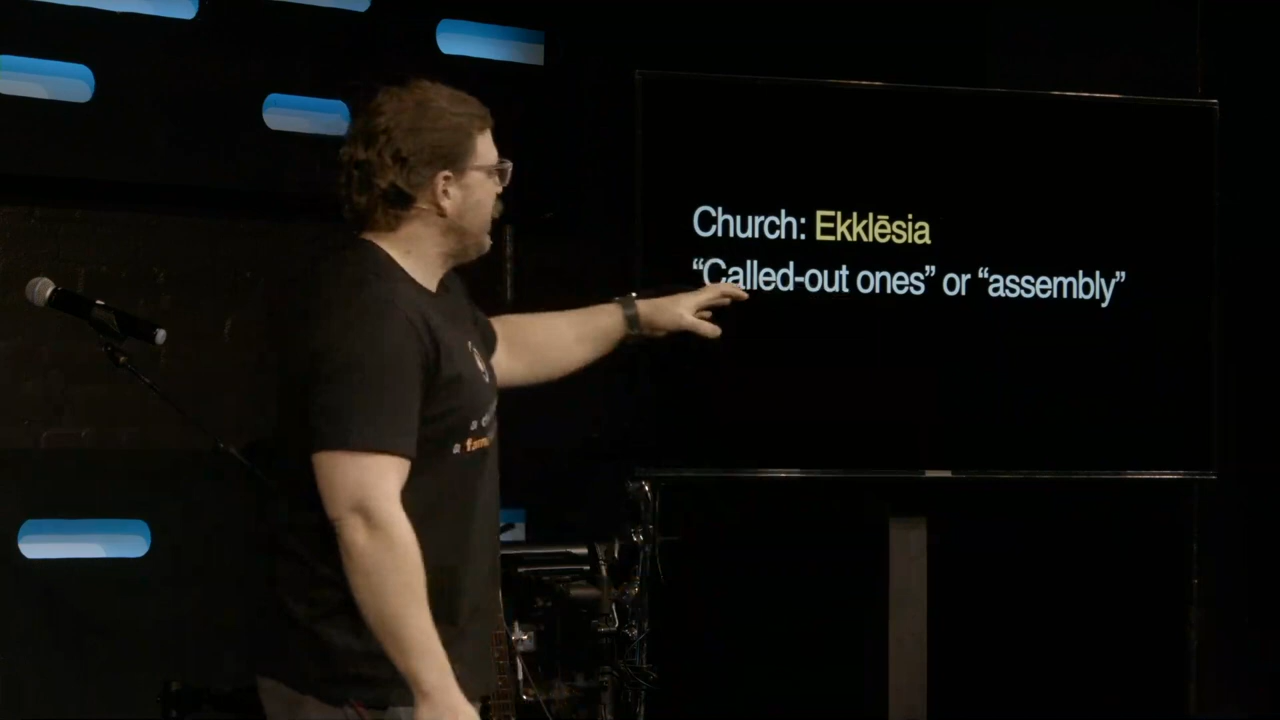 Church: Ekklēsia
“Called-out ones” or “assembly”